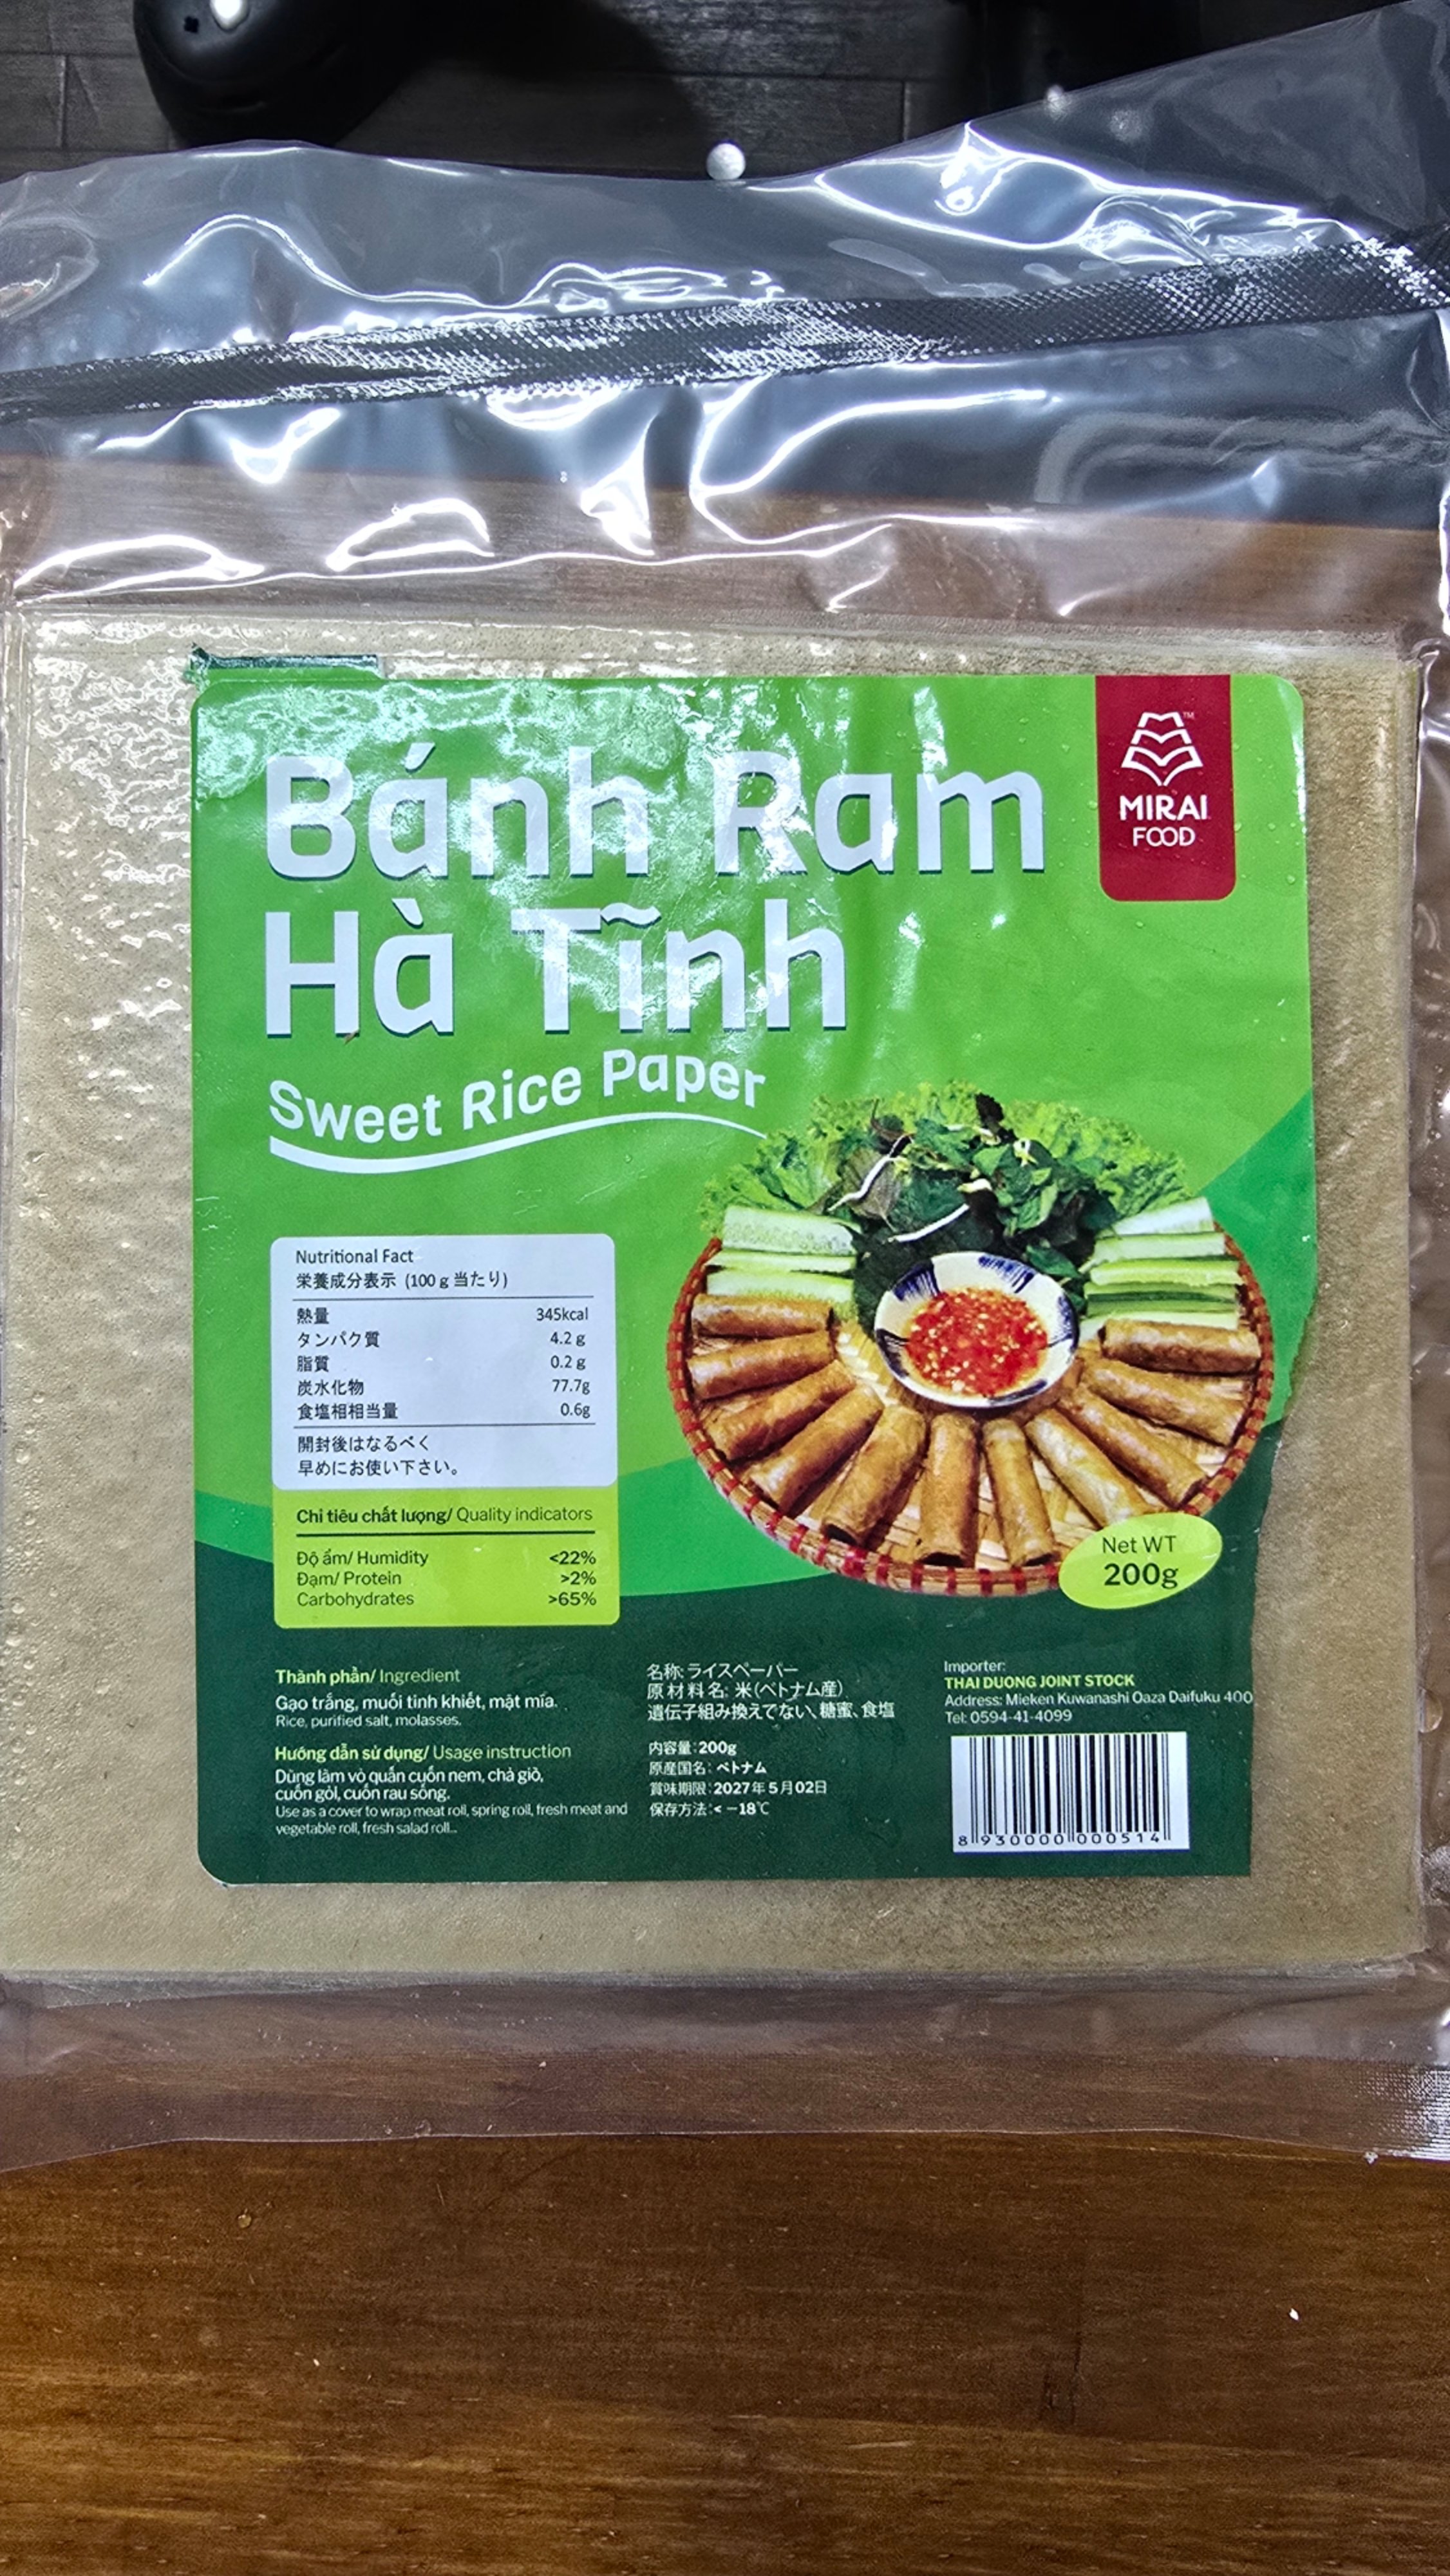 Bánh Ram
Hà Tĩnh
Sweet Rice Paper
TM
MIRAI
FOOD
Nutritional Fact
栄養成分表示 (100g当たり)
熱量 345kcal
タンパク質 4.2 g
脂質 0.2 g
炭水化物 77.7g
食塩相相当量 0.6g
開封後はなるべく
早めにお使い下さい。
Chỉ tiêu chất lượng/ Quality indicators
Độ ẩm/ Humidity <22%
Đạm/ Protein >2%
Carbohydrates >65%
Net WT
200g
Thành phần/ Ingredient
Gạo trắng, muối tinh khiết, mật mía.
Rice, purified salt, molasses.
Hướng dẫn sử dụng/ Usage instruction
Dùng làm vỏ quấn cuốn nem, chả giò,
cuốn gỏi, cuốn rau sống.
Use as a cover to wrap meat roll, spring roll, fresh meat and
vegetable roll, fresh salad roll...
名称: ライスペーパー
原材料名: 米(ベトナム産)
遺伝子組み換えでない、糖蜜、食塩
内容量:200g
原産国名: ベトナム
賞味期限:2027年5月02日
保存方法:< −18℃
Importer:
THAI DUONG JOINT STOCK
Address: Mieken Kuwanashi Oaza Daifuku 400
Tel: 0594-41-4099
8 930000 000514